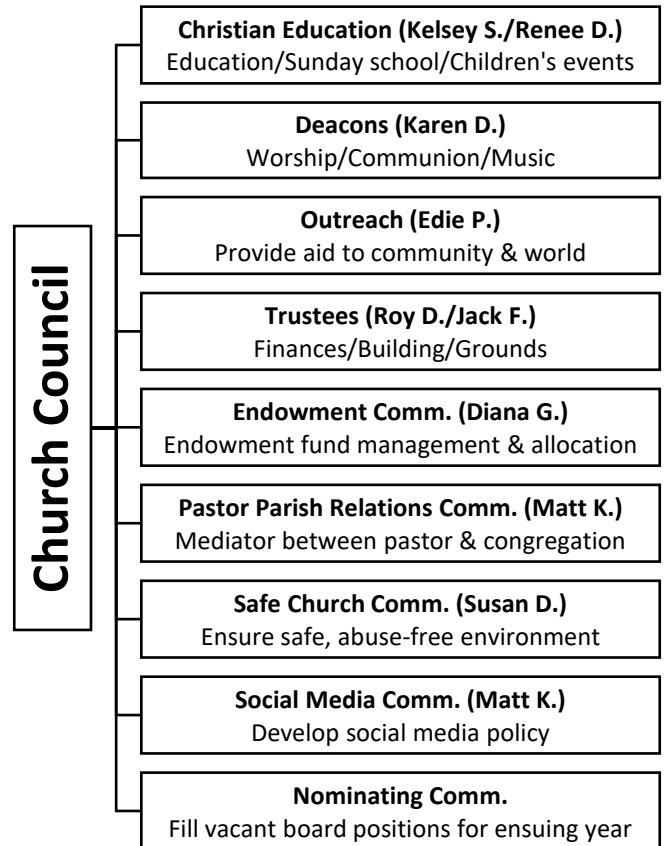 Church Council
Christian Education (Kelsey S./Renee D.)
Education/Sunday school/Children's events
Deacons (Karen D.)
Worship/Communion/Music
Outreach (Edie P.)
Provide aid to community & world
Trustees (Roy D./Jack F.)
Finances/Building/Grounds
Endowment Comm. (Diana G.)
Endowment fund management & allocation
Pastor Parish Relations Comm. (Matt K.)
Mediator between pastor & congregation
Safe Church Comm. (Susan D.)
Ensure safe, abuse-free environment
Social Media Comm. (Matt K.)
Develop social media policy
Nominating Comm.
Fill vacant board positions for ensuing year